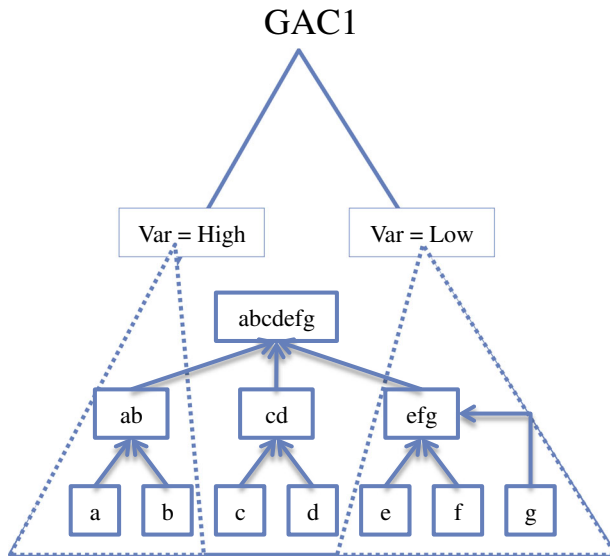 GAC1
Var = High
Var = Low
abcdefg
ab
cd
efg
a
b
c
d
e
f
g